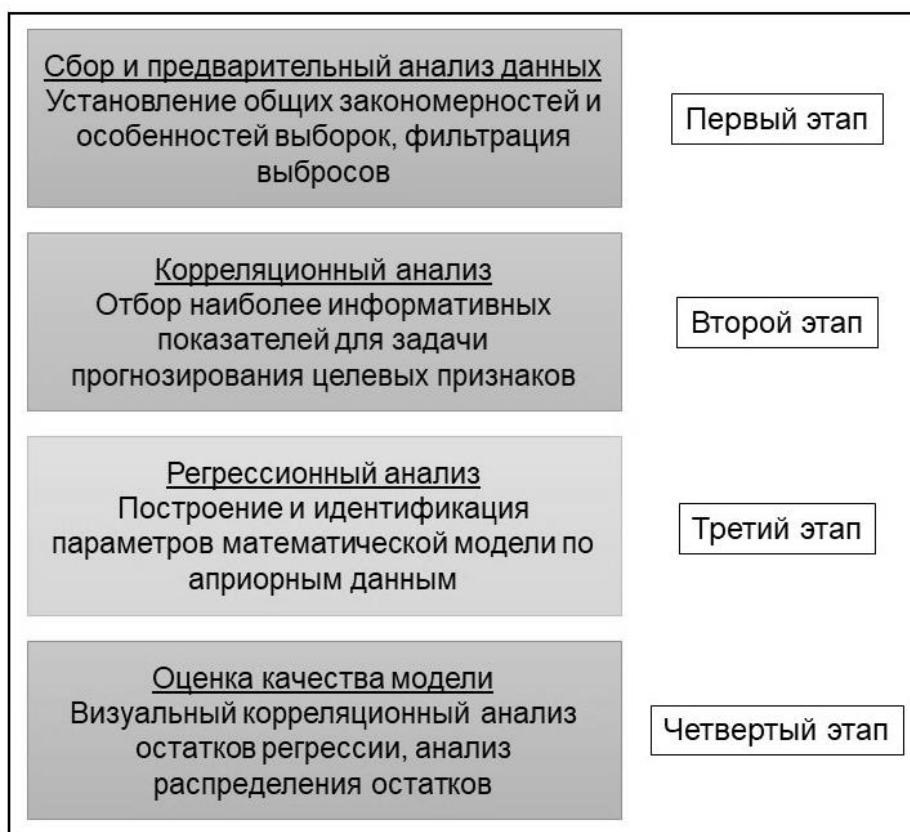 Сбор и предварительный анализ данных
Установление общих закономерностей и
особенностей выборок, фильтрация
выбросов
Первый этап
Корреляционный анализ
Отбор наиболее информативных
показателей для задачи
прогнозирования целевых признаков
Второй этап
Регрессионный анализ
Построение и идентификация
параметров математической модели по
априорным данным
Третий этап
Оценка качества модели
Визуальный корреляционный анализ
остатков регрессии, анализ
распределения остатков
Четвертый этап